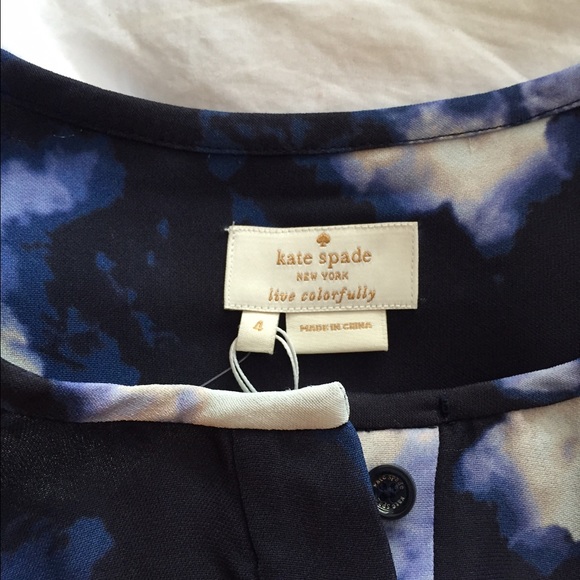 kate spade
NEW YORK
live colorfully
4
MADE IN CHINA